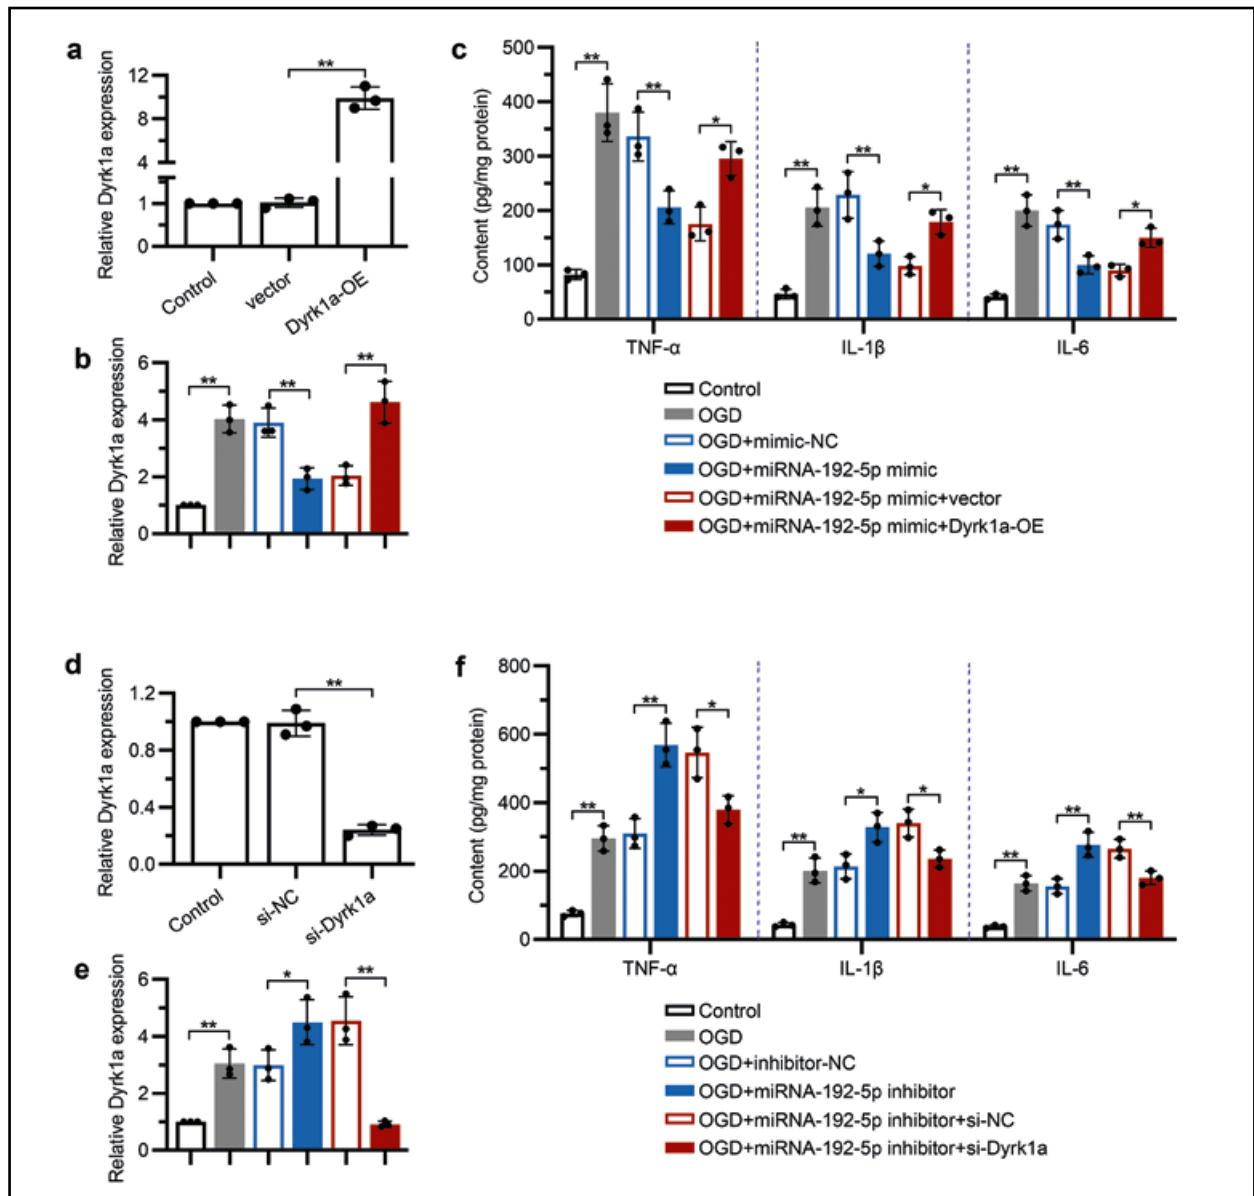 a
Relative Dyrk1a expression
12
8
4
1
0
**
Control
vector
Dyrk1a-OE
b
Relative Dyrk1a expression
6
4
2
0
**
**
**
c
Content (pg/mg protein)
500
400
300
200
100
0
**
**
*
**
**
*
**
**
*
TNF-α
IL-1β
IL-6
Control
OGD
OGD+mimic-NC
OGD+miRNA-192-5p mimic
OGD+miRNA-192-5p mimic+vector
OGD+miRNA-192-5p mimic+Dyrk1a-OE
d
Relative Dyrk1a expression
1.2
0.8
0.4
0.0
**
Control
si-NC
si-Dyrk1a
e
Relative Dyrk1a expression
6
4
2
0
**
*
**
f
Content (pg/mg protein)
800
600
400
200
0
**
**
*
**
*
*
**
**
**
TNF-α
IL-1β
IL-6
Control
OGD
OGD+inhibitor-NC
OGD+miRNA-192-5p inhibitor
OGD+miRNA-192-5p inhibitor+si-NC
OGD+miRNA-192-5p inhibitor+si-Dyrk1a